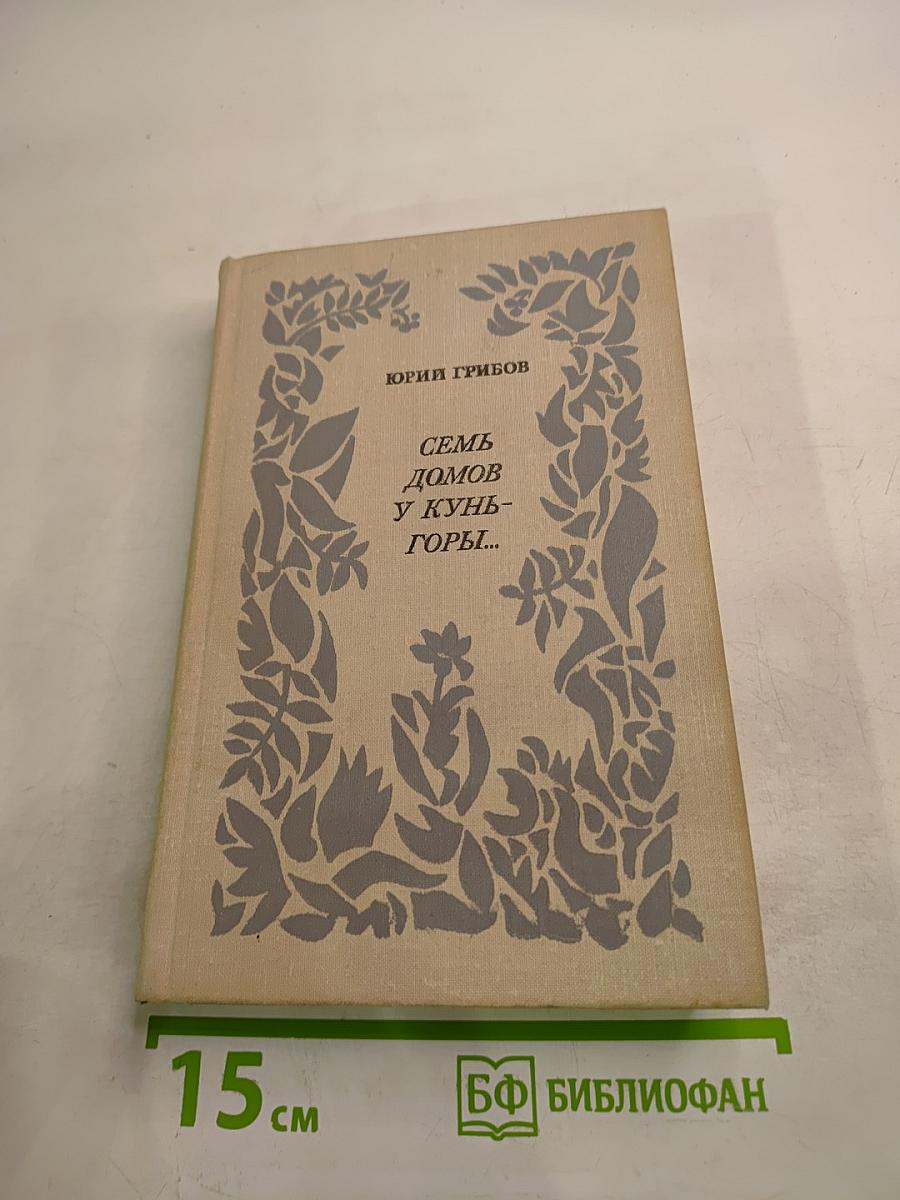 ЮРИЙ ГРИБОВ
СЕМЬ
ДОМОВ
У КУНЬ-
ГОРЫ...
15 см
БФ БИБЛИОФАН